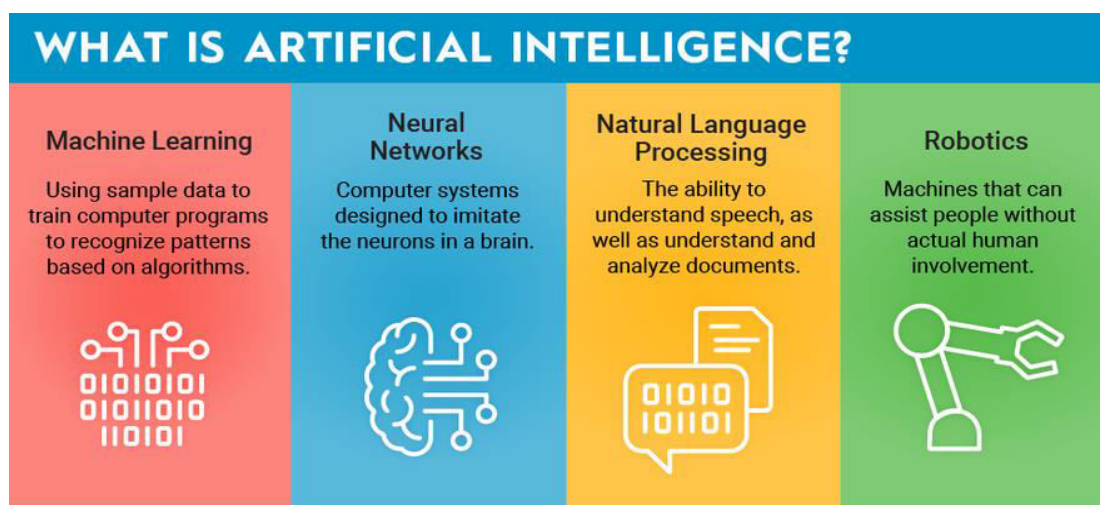 WHAT IS ARTIFICIAL INTELLIGENCE?
Machine Learning
Using sample data to
train computer programs
to recognize patterns
based on algorithms.
01010101
01011010
110101
Neural
Networks
Computer systems
designed to imitate
the neurons in a brain.
Natural Language
Processing
The ability to
understand speech, as
well as understand and
analyze documents.
01010
101101
Robotics
Machines that can
assist people without
actual human
involvement.